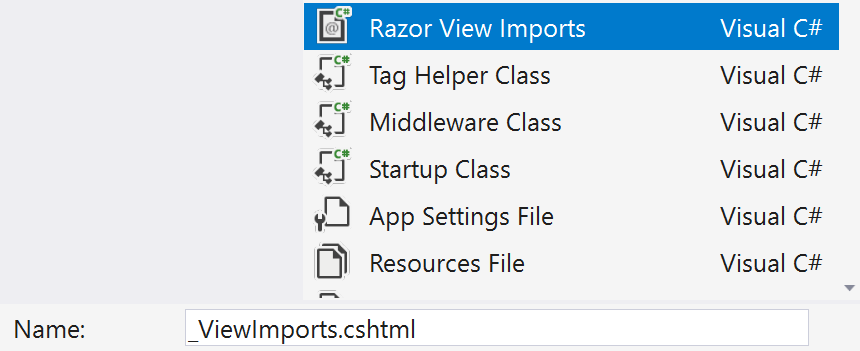 Razor View Imports Visual C#
Tag Helper Class Visual C#
Middleware Class Visual C#
Startup Class Visual C#
App Settings File Visual C#
Resources File Visual C#
Name: _ViewImports.cshtml